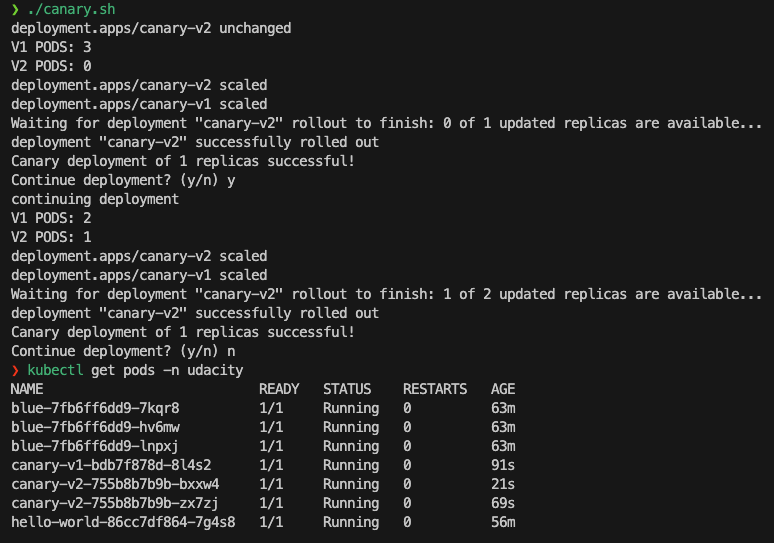 ❯ ./canary.sh
deployment.apps/canary-v2 unchanged
V1 PODS: 3
V2 PODS: 0
deployment.apps/canary-v2 scaled
deployment.apps/canary-v1 scaled
Waiting for deployment "canary-v2" rollout to finish: 0 of 1 updated replicas are available...
deployment "canary-v2" successfully rolled out
Canary deployment of 1 replicas successful!
Continue deployment? (y/n) y
continuing deployment
V1 PODS: 2
V2 PODS: 1
deployment.apps/canary-v2 scaled
deployment.apps/canary-v1 scaled
Waiting for deployment "canary-v2" rollout to finish: 1 of 2 updated replicas are available...
deployment "canary-v2" successfully rolled out
Canary deployment of 1 replicas successful!
Continue deployment? (y/n) n
❯ kubectl get pods -n udacity
NAME READY STATUS RESTARTS AGE
blue-7fb6ff6dd9-7kqr8 1/1 Running 0 63m
blue-7fb6ff6dd9-hv6mw 1/1 Running 0 63m
blue-7fb6ff6dd9-lnpxj 1/1 Running 0 63m
canary-v1-bdb7f878d-8l4s2 1/1 Running 0 91s
canary-v2-755b8b7b9b-bxxw4 1/1 Running 0 21s
canary-v2-755b8b7b9b-zx7zj 1/1 Running 0 69s
hello-world-86cc7df864-7g4s8 1/1 Running 0 56m